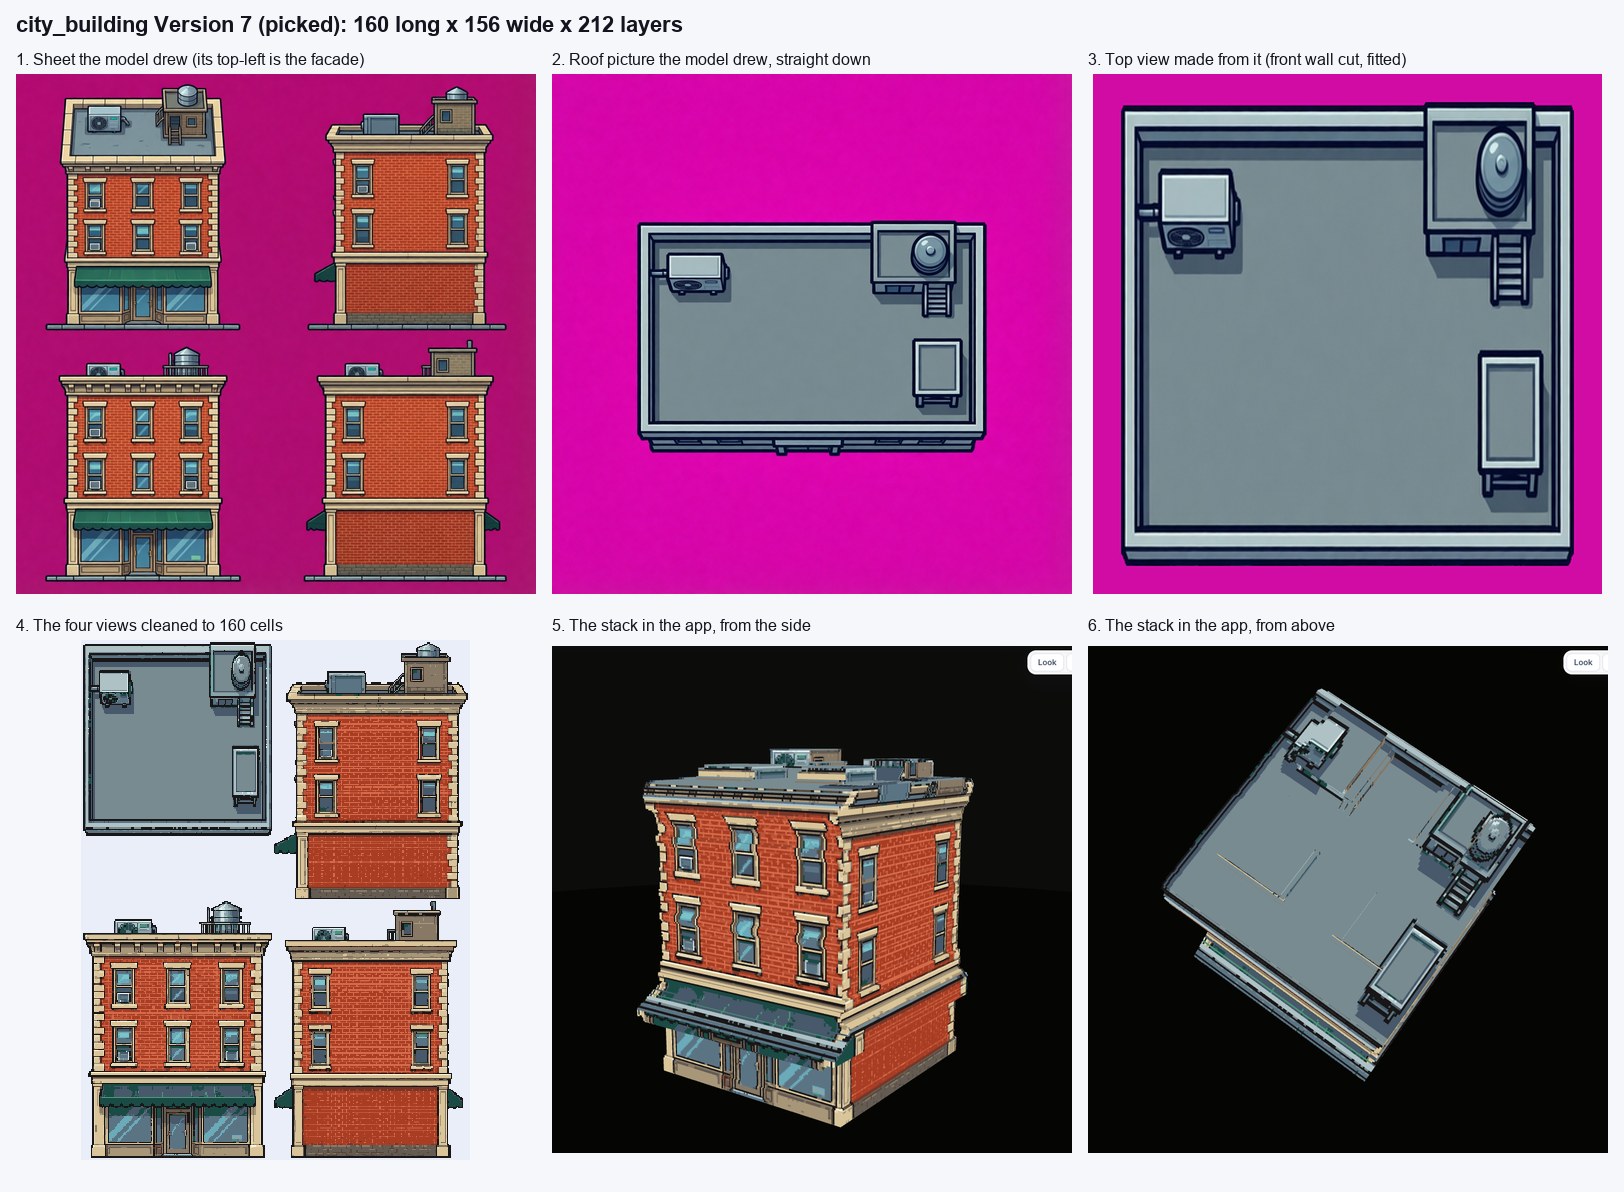 city_building Version 7 (picked): 160 long x 156 wide x 212 layers
1. Sheet the model drew (its top-left is the facade)
2. Roof picture the model drew, straight down
3. Top view made from it (front wall cut, fitted)
4. The four views cleaned to 160 cells
5. The stack in the app, from the side
6. The stack in the app, from above
Look
Look